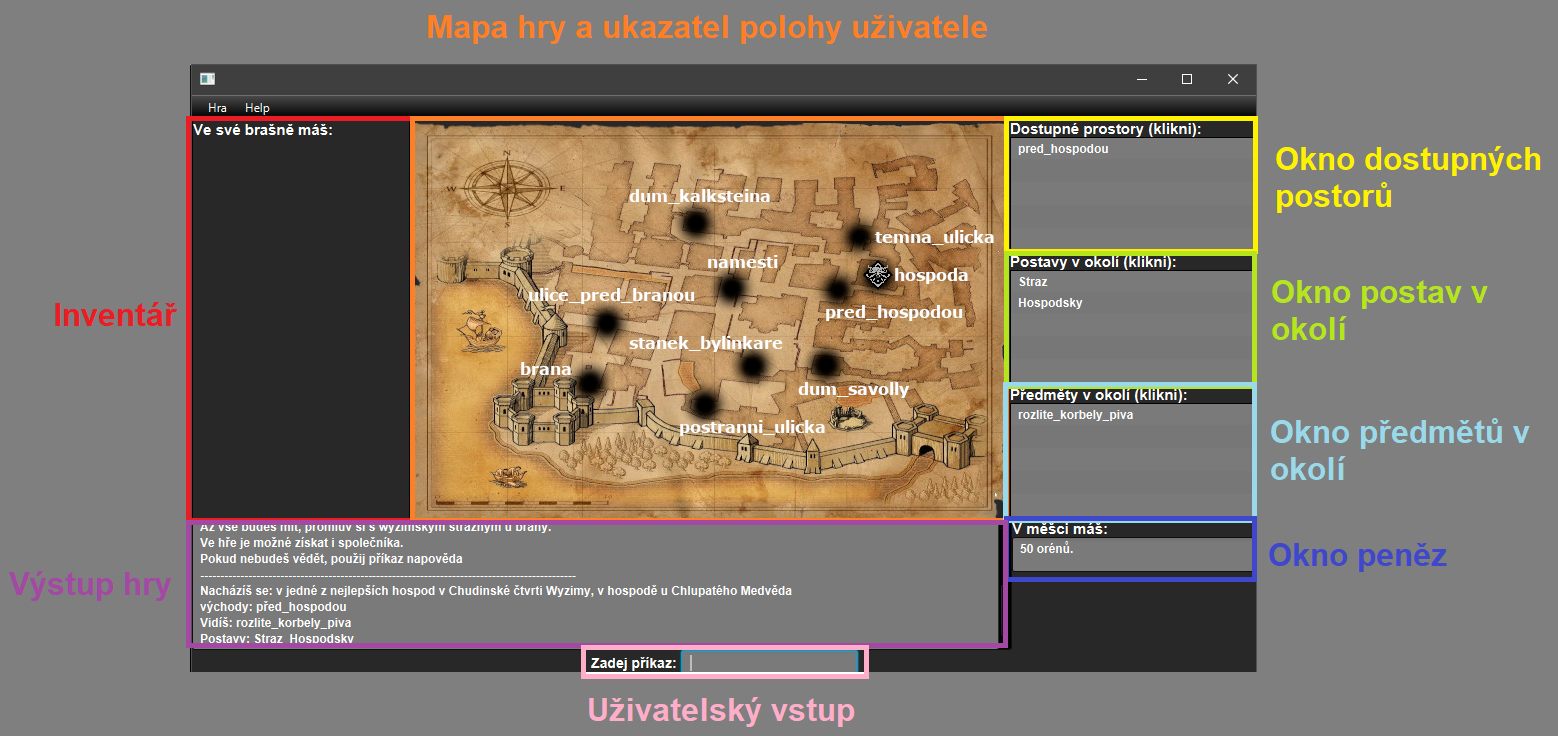 Mapa hry a ukazatel polohy uživatele
Hra Help
Ve své brašně máš:
Inventář
N
W
E
S
dum_kalksteina
temna_ulicka
namesti
hospoda
ulice_pred_branou
pred_hospodou
stanek_bylinkare
brana
dum_savolly
postranni_ulicka
Dostupné prostory (klikni):
pred_hospodou
Okno dostupných
postorů
Postavy v okolí (klikni):
Straz
Hospodsky
Okno postav v
okolí
Předměty v okolí (klikni):
rozlite_korbely_piva
Okno předmětů v
okolí
V měšci máš:
50 orénů.
Okno peněz
Výstup hry
Až vše budeš mít, promluv si s wyzimským strážným u brány.
Ve hře je možné získat i společníka.
Pokud nebudeš vědět, použij příkaz napověda
----------------------------------------------------------------------------------------------
Nacházíš se: v jedné z nejlepších hospod v Chudinské čtvrti Wyzimy, v hospodě u Chlupatého Medvěda
východy: před_hospodou
Vidíš: rozlite_korbely_piva
Postavy: Straz Hospodsky
Zadej příkaz:
Uživatelský vstup